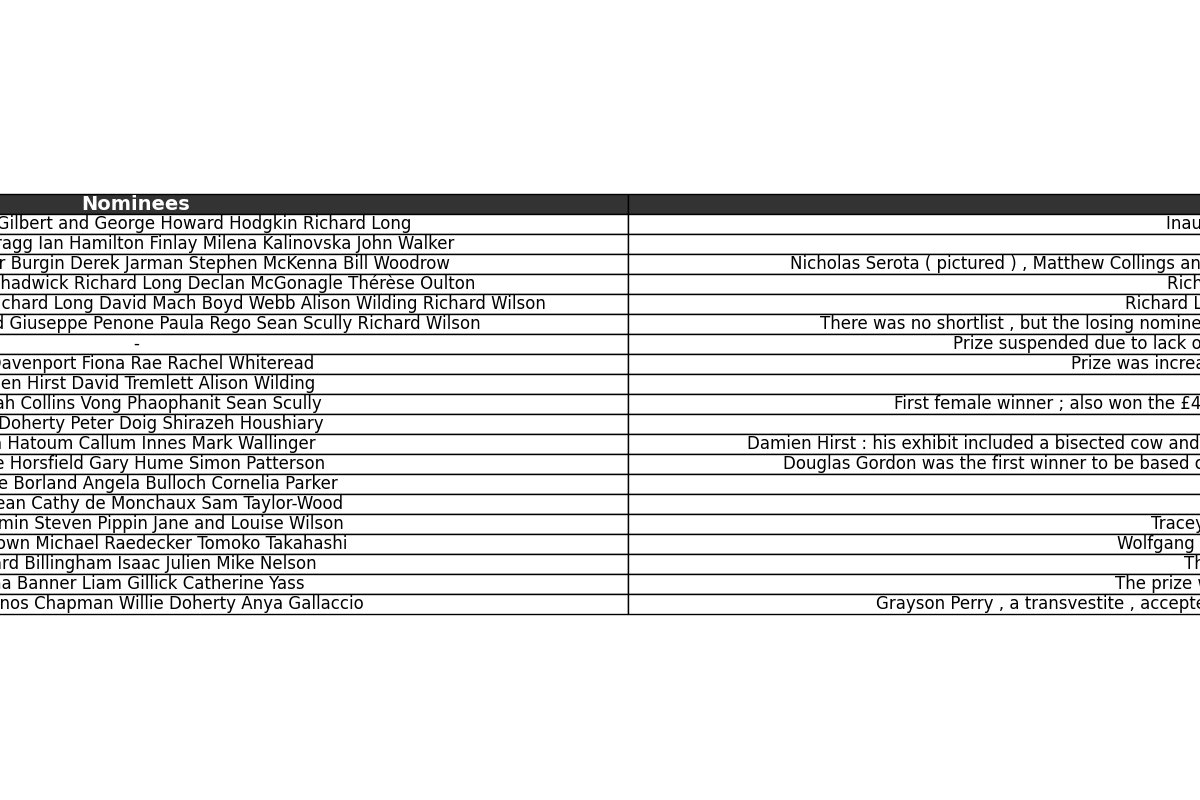 Nominees
Gilbert and George Howard Hodgkin Richard Long Inau
ragg Ian Hamilton Finlay Milena Kalinovska John Walker
r Burgin Derek Jarman Stephen McKenna Bill Woodrow Nicholas Serota ( pictured ) , Matthew Collings an
hadwick Richard Long Declan McGonagle Thérèse Oulton Rich
chard Long David Mach Boyd Webb Alison Wilding Richard Wilson Richard L
d Giuseppe Penone Paula Rego Sean Scully Richard Wilson There was no shortlist , but the losing nomine
- Prize suspended due to lack o
avenport Fiona Rae Rachel Whiteread Prize was increa
en Hirst David Tremlett Alison Wilding
ah Collins Vong Phaophanit Sean Scully First female winner ; also won the £4
Doherty Peter Doig Shirazeh Houshiary
Hatoum Callum Innes Mark Wallinger Damien Hirst : his exhibit included a bisected cow and
e Horsfield Gary Hume Simon Patterson Douglas Gordon was the first winner to be based o
e Borland Angela Bulloch Cornelia Parker
ean Cathy de Monchaux Sam Taylor-Wood
min Steven Pippin Jane and Louise Wilson Tracey
own Michael Raedecker Tomoko Takahashi Wolfgang
rd Billingham Isaac Julien Mike Nelson Th
a Banner Liam Gillick Catherine Yass The prize w
nos Chapman Willie Doherty Anya Gallaccio Grayson Perry , a transvestite , accepte